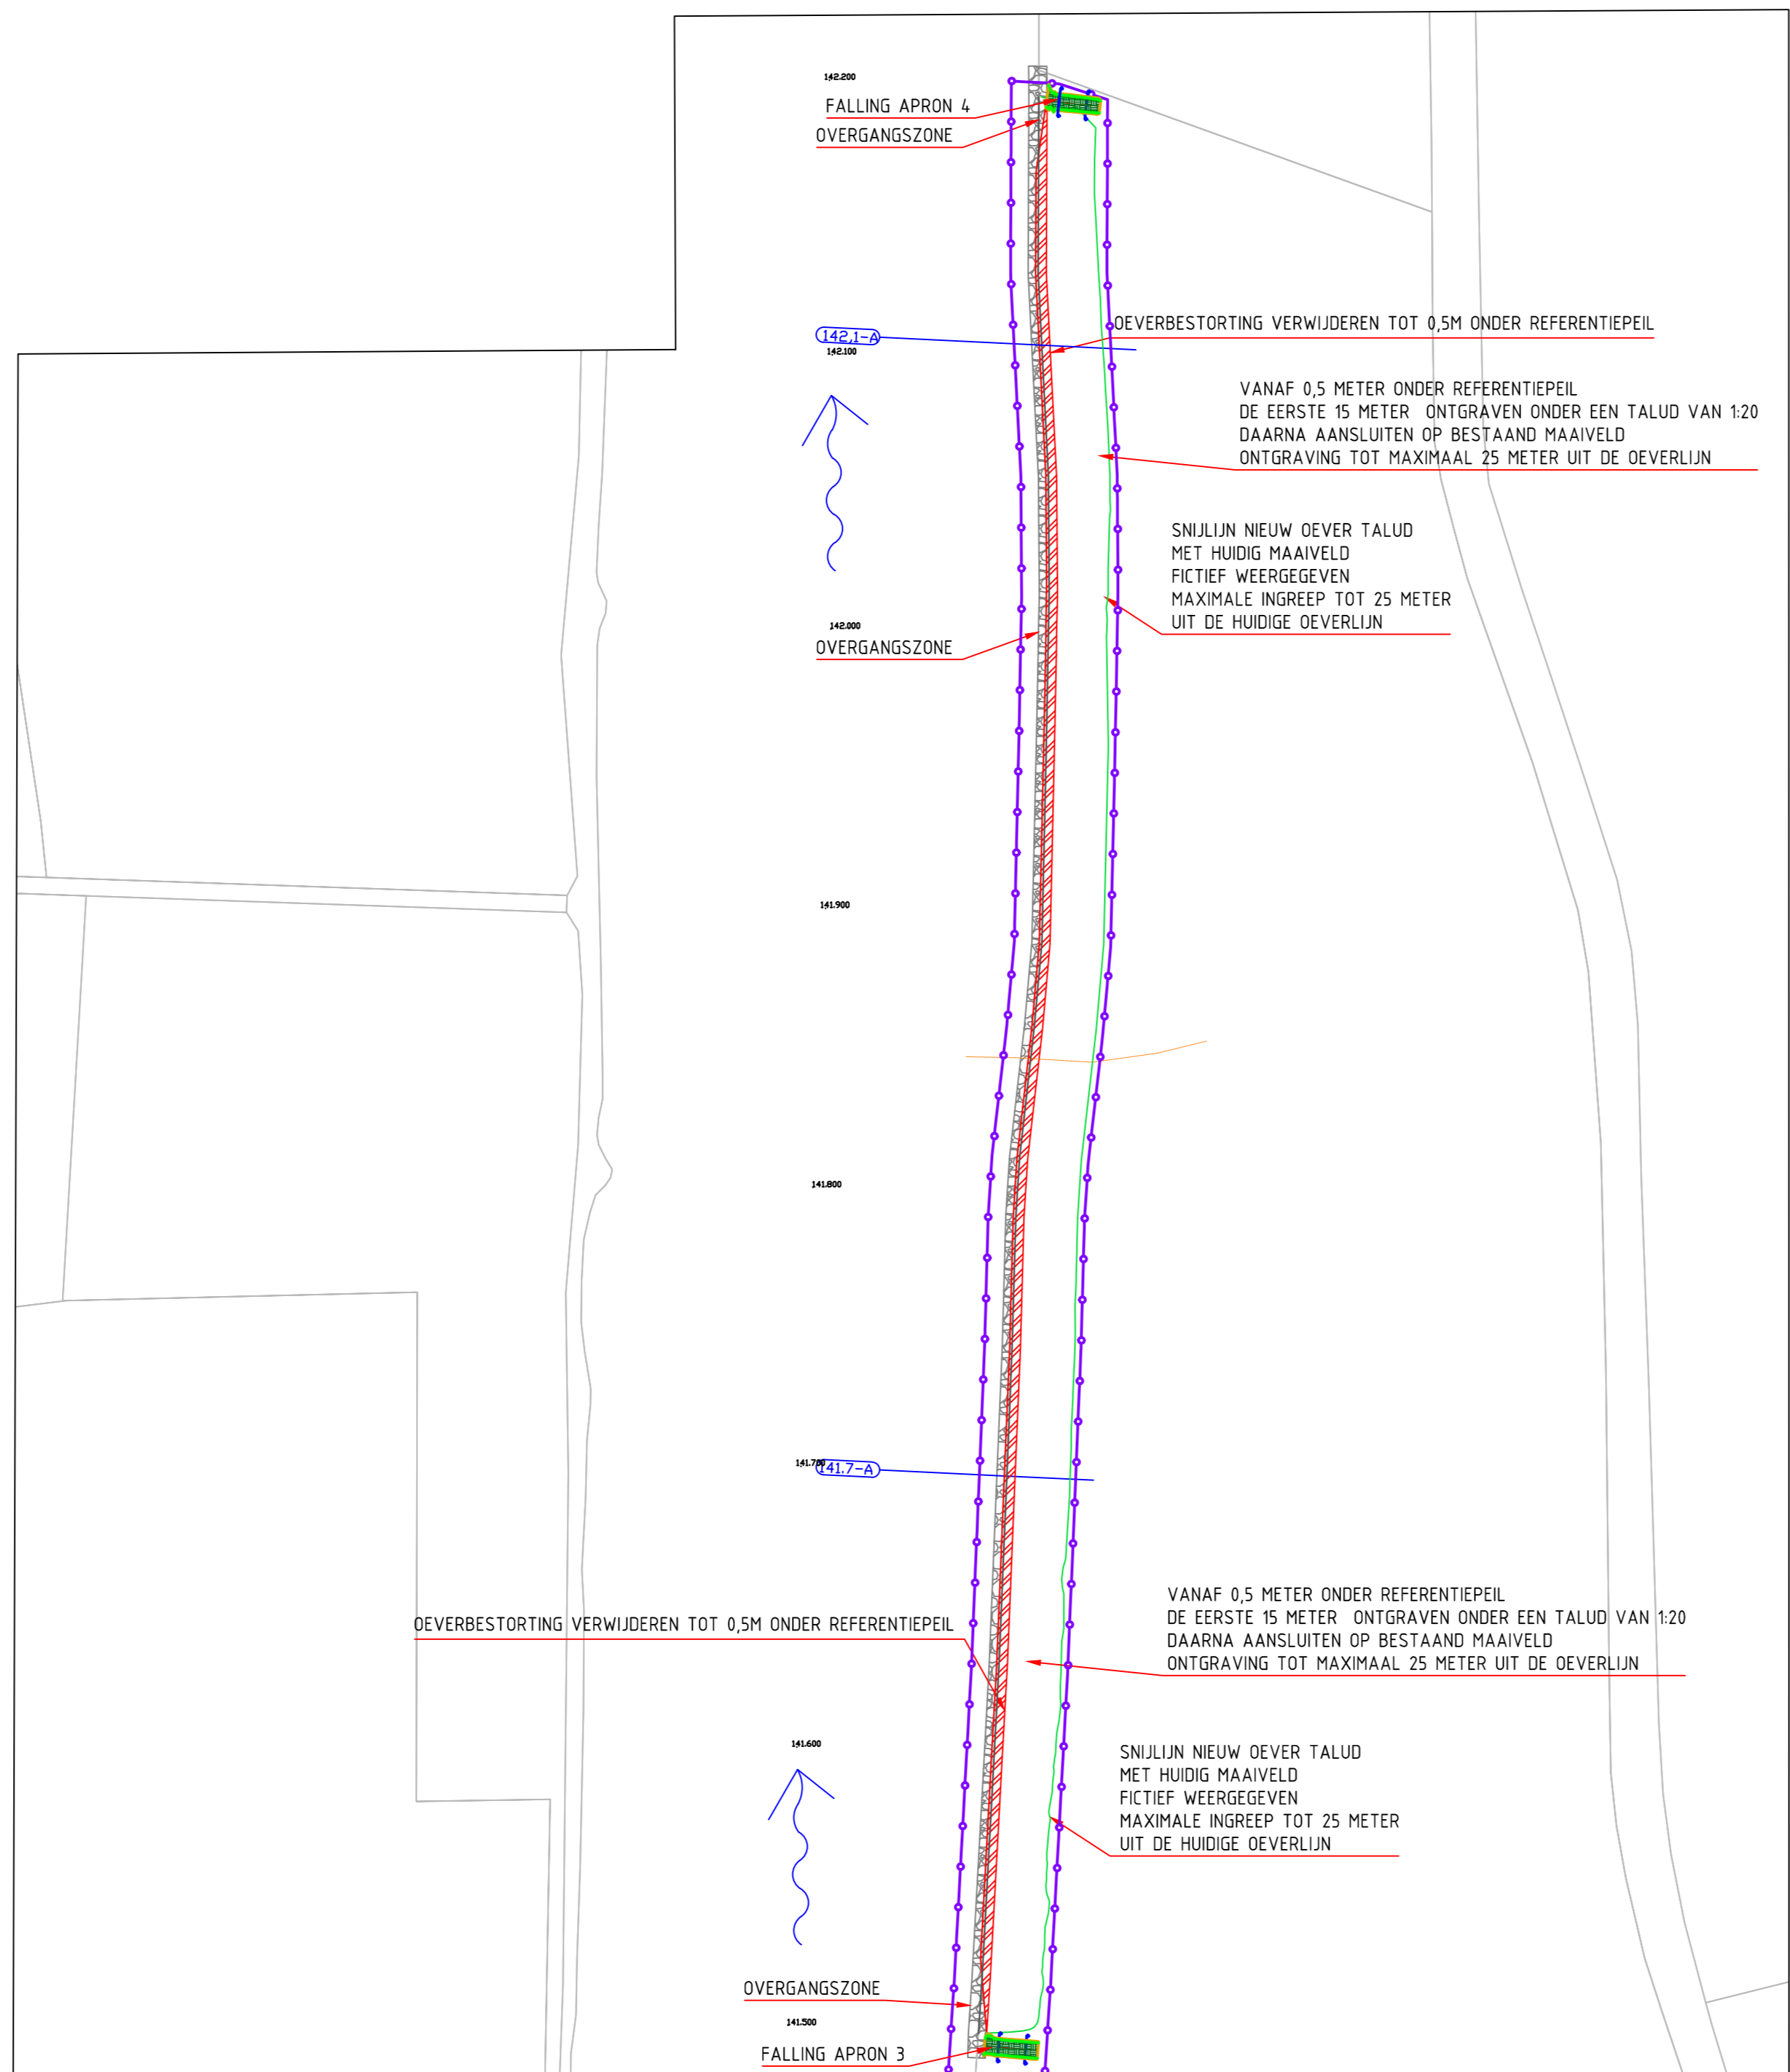 142.200
FALLING APRON 4
OVERGANGSZONE
OEVERBESTORTING VERWIJDEREN TOT 0,5M ONDER REFERENTIEPEIL
142,1-A
142.100
VANAF 0,5 METER ONDER REFERENTIEPEIL
DE EERSTE 15 METER ONTGRAVEN ONDER EEN TALUD VAN 1:20
DAARNA AANSLUITEN OP BESTAAND MAAIVELD
ONTGRAVING TOT MAXIMAAL 25 METER UIT DE OEVERLIJN
SNIJLIJN NIEUW OEVER TALUD
MET HUIDIG MAAIVELD
FICTIEF WEERGEGEVEN
MAXIMALE INGREEP TOT 25 METER
UIT DE HUIDIGE OEVERLIJN
142.000
OVERGANGSZONE
141.900
141.800
141.700
141.7-A
VANAF 0,5 METER ONDER REFERENTIEPEIL
DE EERSTE 15 METER ONTGRAVEN ONDER EEN TALUD VAN 1:20
DAARNA AANSLUITEN OP BESTAAND MAAIVELD
ONTGRAVING TOT MAXIMAAL 25 METER UIT DE OEVERLIJN
OEVERBESTORTING VERWIJDEREN TOT 0,5M ONDER REFERENTIEPEIL
141.600
SNIJLIJN NIEUW OEVER TALUD
MET HUIDIG MAAIVELD
FICTIEF WEERGEGEVEN
MAXIMALE INGREEP TOT 25 METER
UIT DE HUIDIGE OEVERLIJN
OVERGANGSZONE
141.500
FALLING APRON 3